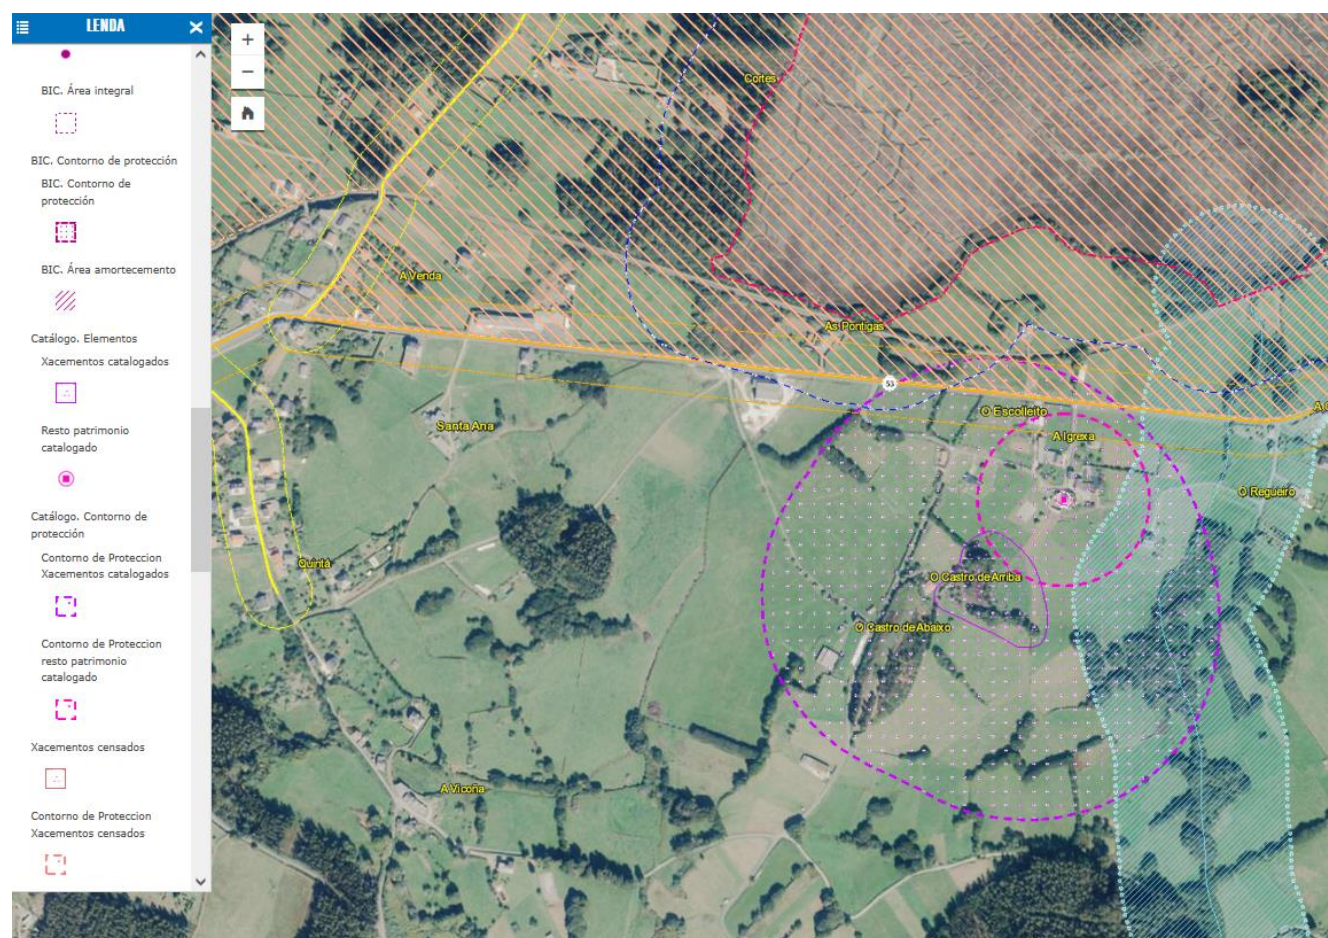 LENDA
BIC. Área integral
BIC. Contorno de protección
BIC. Contorno de
protección
BIC. Área amortecemento
Catálogo. Elementos
Xacementos catalogados
Resto patrimonio
catalogado
Catálogo. Contorno de
protección
Contorno de Proteccion
Xacementos catalogados
Contorno de Proteccion
resto patrimonio
catalogado
Xacementos censados
Contorno de Proteccion
Xacementos censados
+
−
Cortes
A Venda
As Pontigas
53
O Escolleito
A Igrexa
Santa Ana
O Regueiro
Quintá
O Castro de Arriba
O Castro de Abaixo
A Vicoña